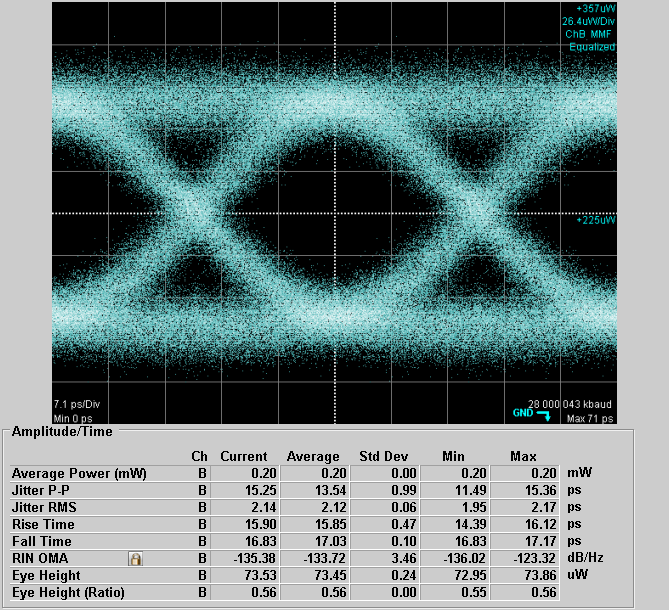 +357uW
26.4uW/Div
ChB MMF
Equalized
+225uW
7.1 ps/Div
28 000 043 kbaud
GND
Min 0 ps
Max 71 ps
Amplitude/Time
Ch Current Average Std Dev Min Max
Average Power (mW) B 0.20 0.20 0.00 0.20 0.20 mW
Jitter P-P B 15.25 13.54 0.99 11.49 15.36 ps
Jitter RMS B 2.14 2.12 0.06 1.95 2.17 ps
Rise Time B 15.90 15.85 0.47 14.39 16.12 ps
Fall Time B 16.83 17.03 0.10 16.83 17.17 ps
RIN OMA B -135.38 -133.72 3.46 -136.02 -123.32 dB/Hz
Eye Height B 73.53 73.45 0.24 72.95 73.86 uW
Eye Height (Ratio) B 0.56 0.56 0.00 0.55 0.56